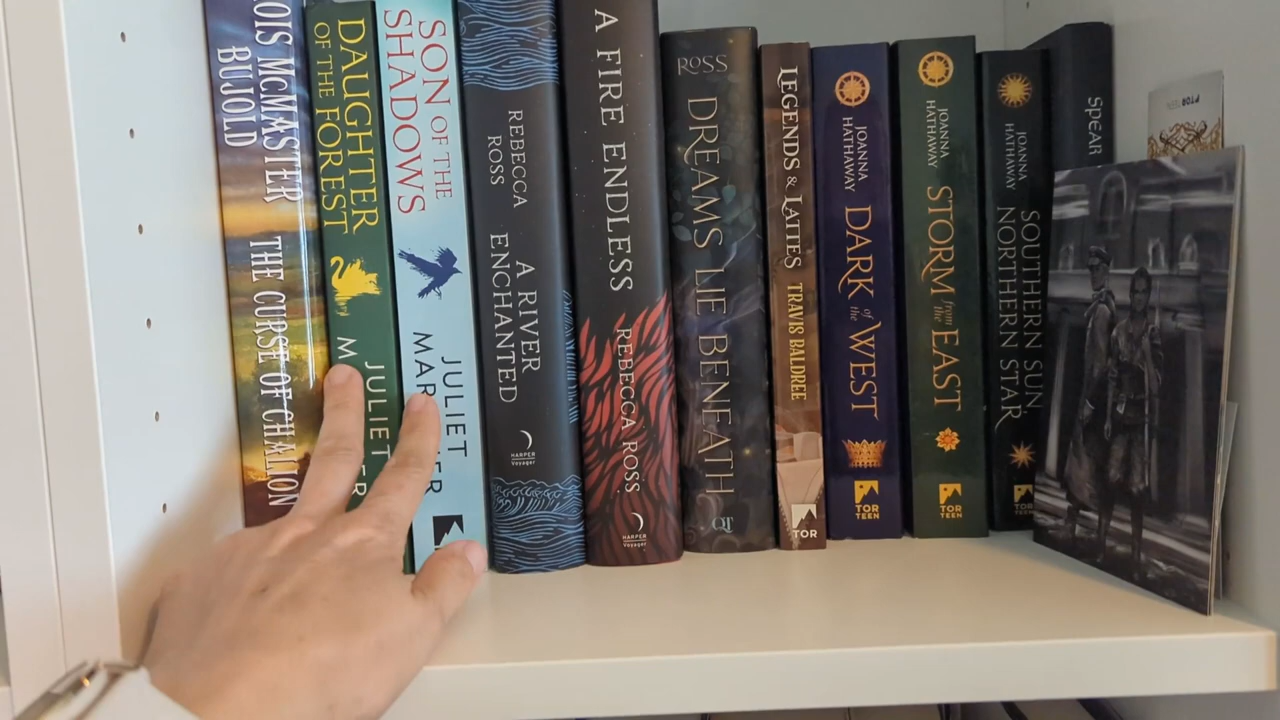 LOIS McMASTER
BUJOLD
THE CURSE OF CHALION
DAUGHTER
OF THE FOREST
JULIET
SON OF THE
SHADOWS
JULIET
REBECCA
ROSS
A RIVER
ENCHANTED
HARPER
Voyager
A FIRE ENDLESS
REBECCA ROSS
HARPER
Voyager
ROSS
DREAMS LIE BENEATH
QT
LEGENDS & LATTES
TRAVIS BALDREE
TOR
JOANNA
HATHAWAY
DARK of the WEST
TOR
TEEN
JOANNA
HATHAWAY
STORM from the EAST
TOR
TEEN
JOANNA
HATHAWAY
SOUTHERN SUN,
NORTHERN STAR
TOR
TEEN
SPEAR